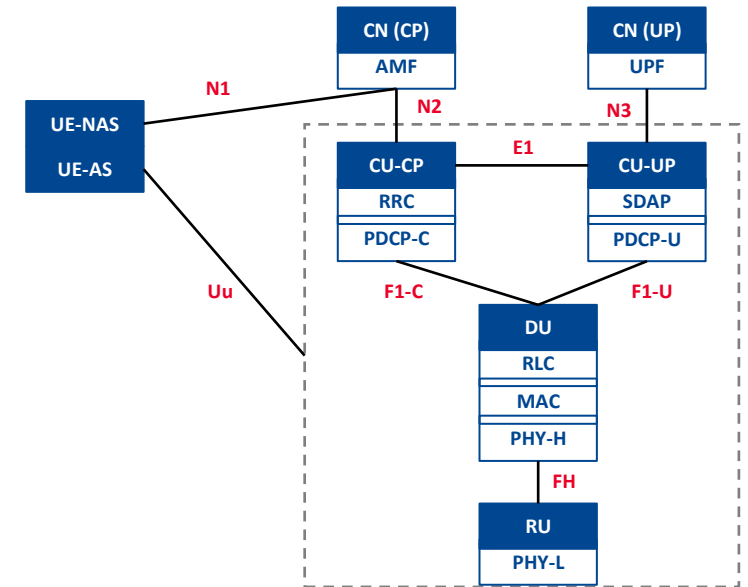 CN (CP)
AMF
CN (UP)
UPF
N1
N2
N3
UE-NAS
UE-AS
E1
CU-CP
RRC
PDCP-C
CU-UP
SDAP
PDCP-U
Uu
F1-C
F1-U
DU
RLC
MAC
PHY-H
FH
RU
PHY-L